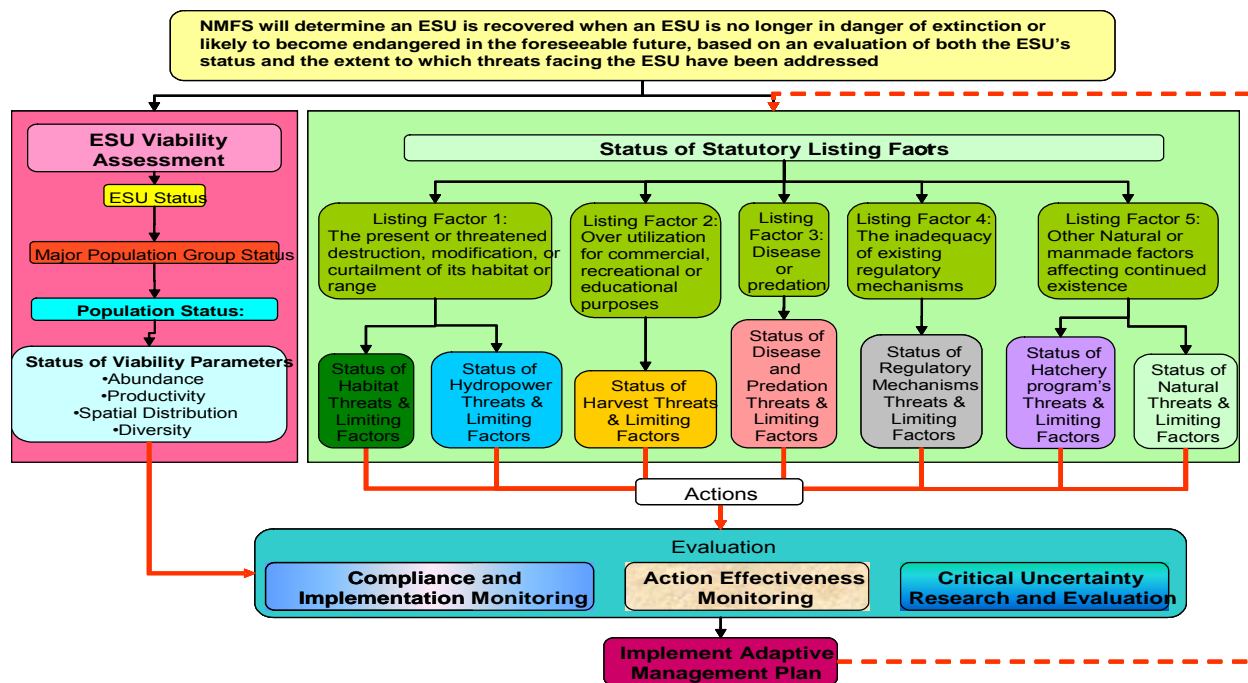 NMFS will determine an ESU is recovered when an ESU is no longer in danger of extinction or
likely to become endangered in the foreseeable future, based on an evaluation of both the ESU's
status and the extent to which threats facing the ESU have been addressed
ESU Viability
Assessment
ESU Status
Major Population Group Status
Population Status:
Status of Viability Parameters
•Abundance
•Productivity
•Spatial Distribution
•Diversity
Status of Statutory Listing Faors
Listing Factor 1:
The present or threatened
destruction, modification, or
curtailment of its habitat or
range
Listing Factor 2:
Over utilization
for commercial,
recreational or
educational
purposes
Listing
Factor 3:
Disease
or
predation
Listing Factor 4:
The inadequacy
of existing
regulatory
mechanisms
Listing Factor 5:
Other Natural or
manmade factors
affecting continued
existence
Status of
Habitat
Threats &
Limiting
Factors
Status of
Hydropower
Threats &
Limiting
Factors
Status of
Harvest Threats
& Limiting
Factors
Status of
Disease
and
Predation
Threats &
Limiting
Factors
Status of
Regulatory
Mechanisms
Threats &
Limiting
Factors
Status of
Hatchery
program's
Threats &
Limiting
Factors
Status of
Natural
Threats &
Limiting
Factors
Actions
Evaluation
Compliance and
Implementation Monitoring
Action Effectiveness
Monitoring
Critical Uncertainty
Research and Evaluation
Implement Adaptive
Management Plan